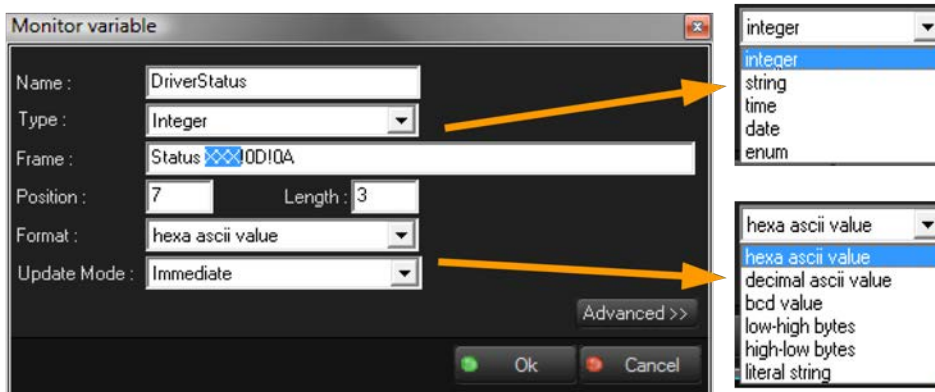 Monitor variable
Name : DriverStatus
Type : Integer
Frame : Status XXX!0D!0A
Position : 7 Length : 3
Format : hexa ascii value
Update Mode : Immediate
Advanced >>
Ok Cancel
integer
integer
string
time
date
enum
hexa ascii value
hexa ascii value
decimal ascii value
bcd value
low-high bytes
high-low bytes
literal string